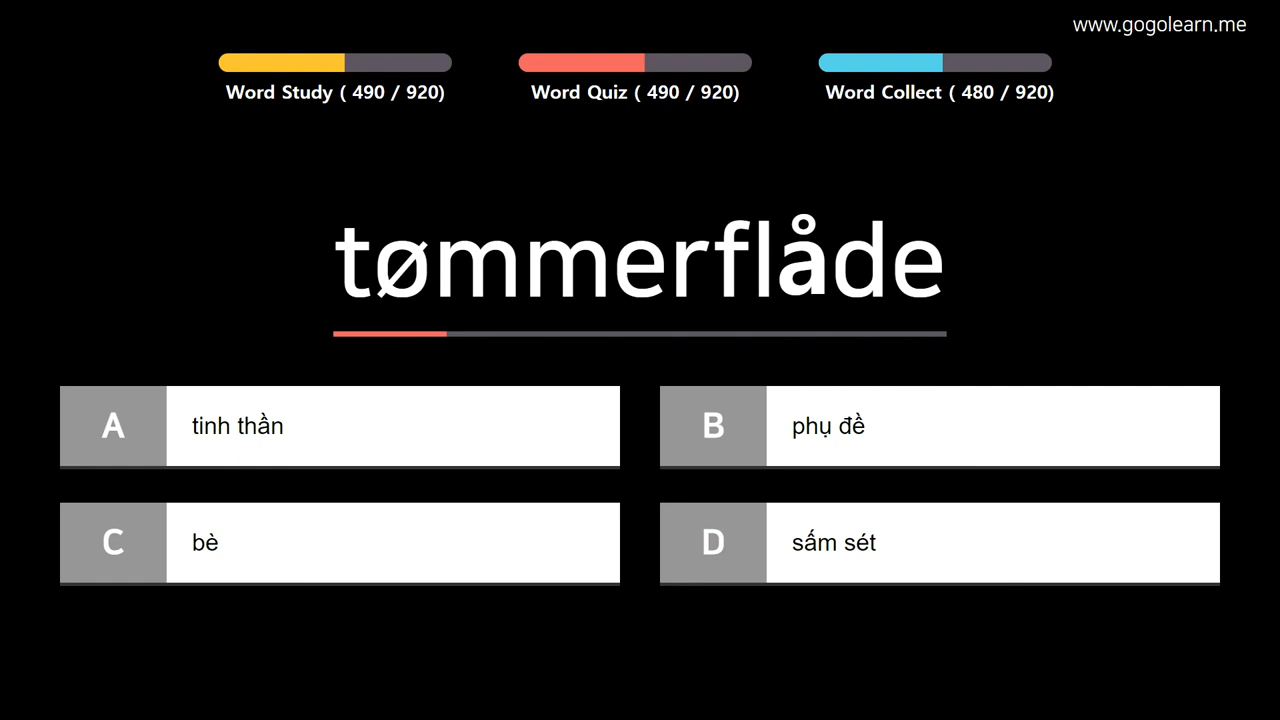 www.gogolearn.me
Word Study ( 490 / 920)
Word Quiz ( 490 / 920)
Word Collect ( 480 / 920)
tømmerflåde
A
tinh thần
B
phụ đề
C
bè
D
sấm sét